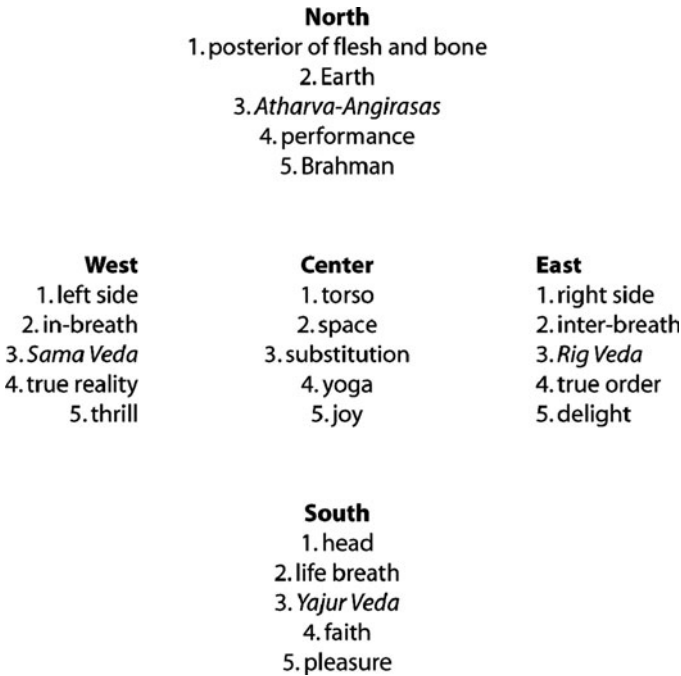 North
1. posterior of flesh and bone
2. Earth
3. Atharva-Angirasas
4. performance
5. Brahman
West
1. left side
2. in-breath
3. Sama Veda
4. true reality
5. thrill
Center
1. torso
2. space
3. substitution
4. yoga
5. joy
East
1. right side
2. inter-breath
3. Rig Veda
4. true order
5. delight
South
1. head
2. life breath
3. Yajur Veda
4. faith
5. pleasure